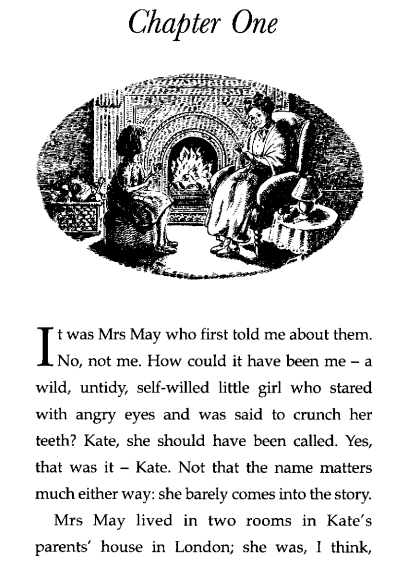 Chapter One
It was Mrs May who first told me about them.
No, not me. How could it have been me – a
wild, untidy, self-willed little girl who stared
with angry eyes and was said to crunch her
teeth? Kate, she should have been called. Yes,
that was it – Kate. Not that the name matters
much either way: she barely comes into the story.
Mrs May lived in two rooms in Kate's
parents' house in London; she was, I think,